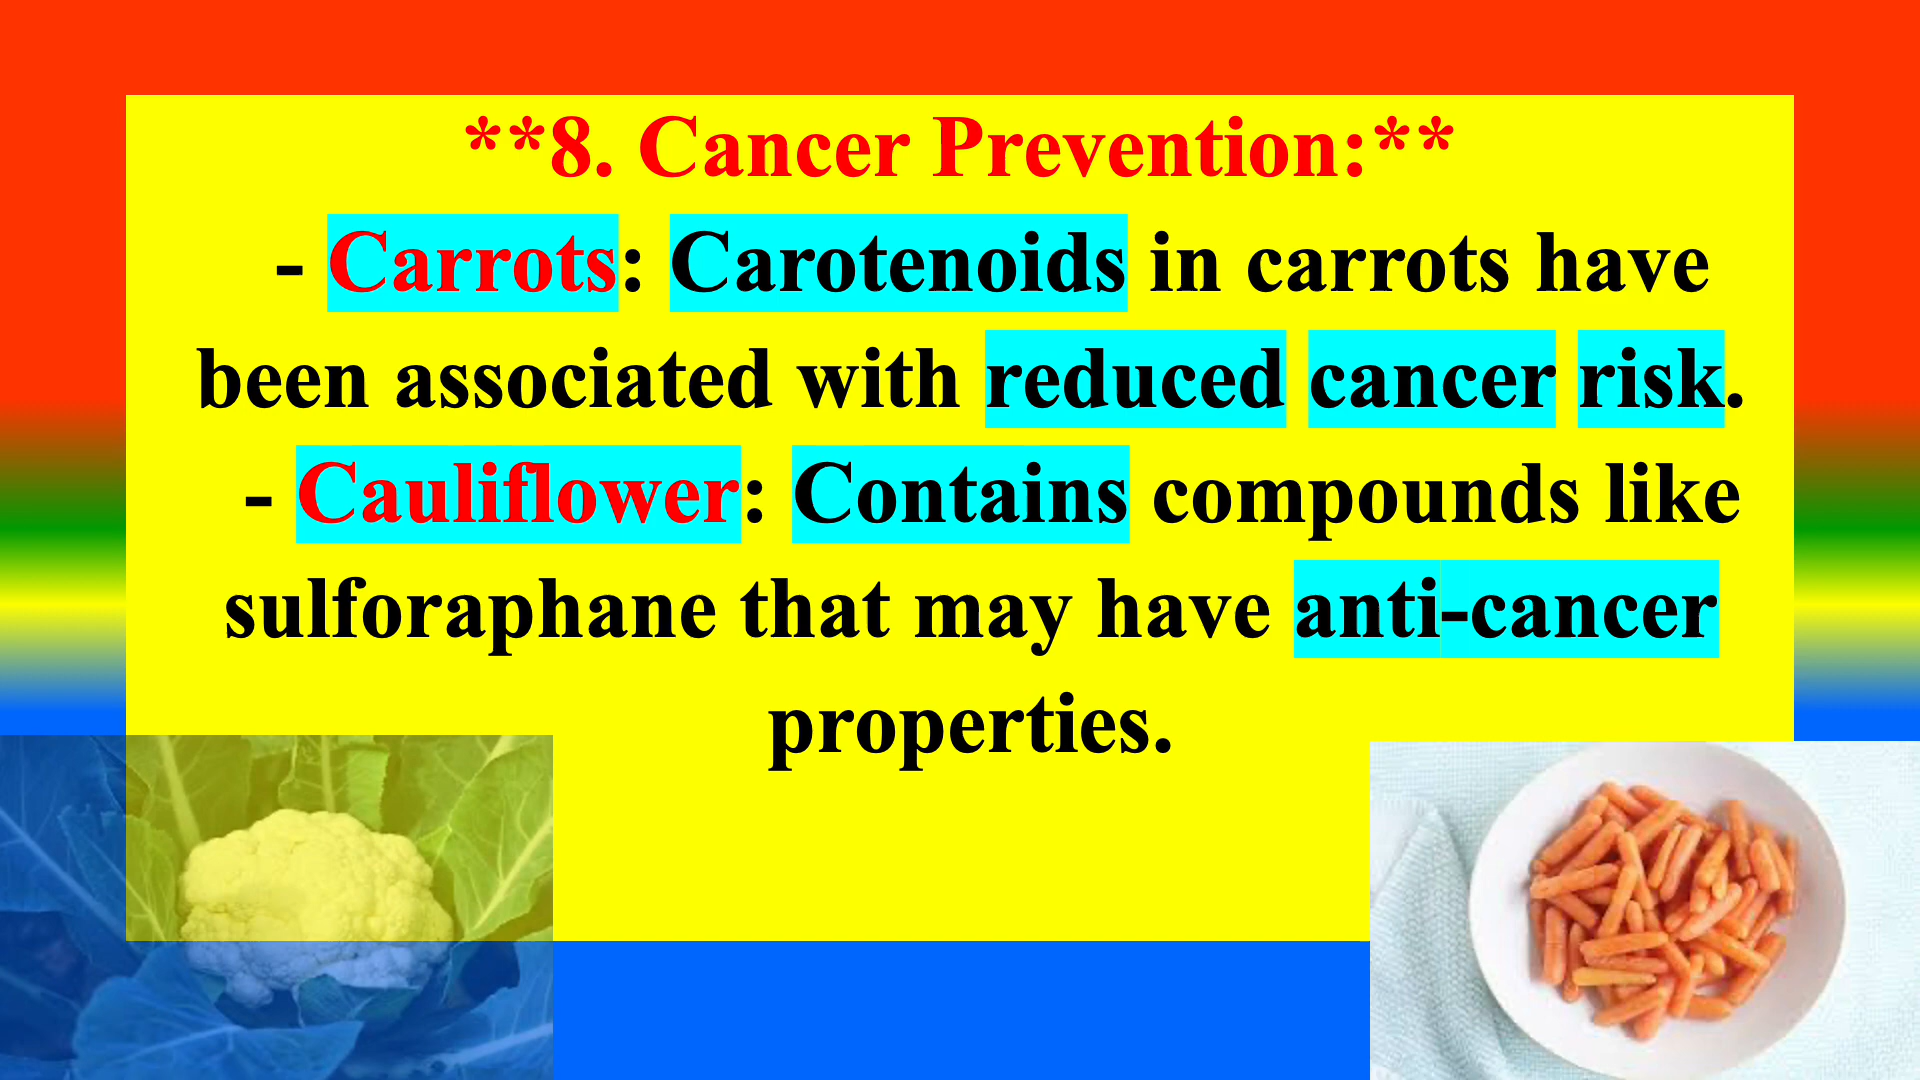 **8. Cancer Prevention:**
- Carrots: Carotenoids in carrots have
been associated with reduced cancer risk.
- Cauliflower: Contains compounds like
sulforaphane that may have anti-cancer
properties.